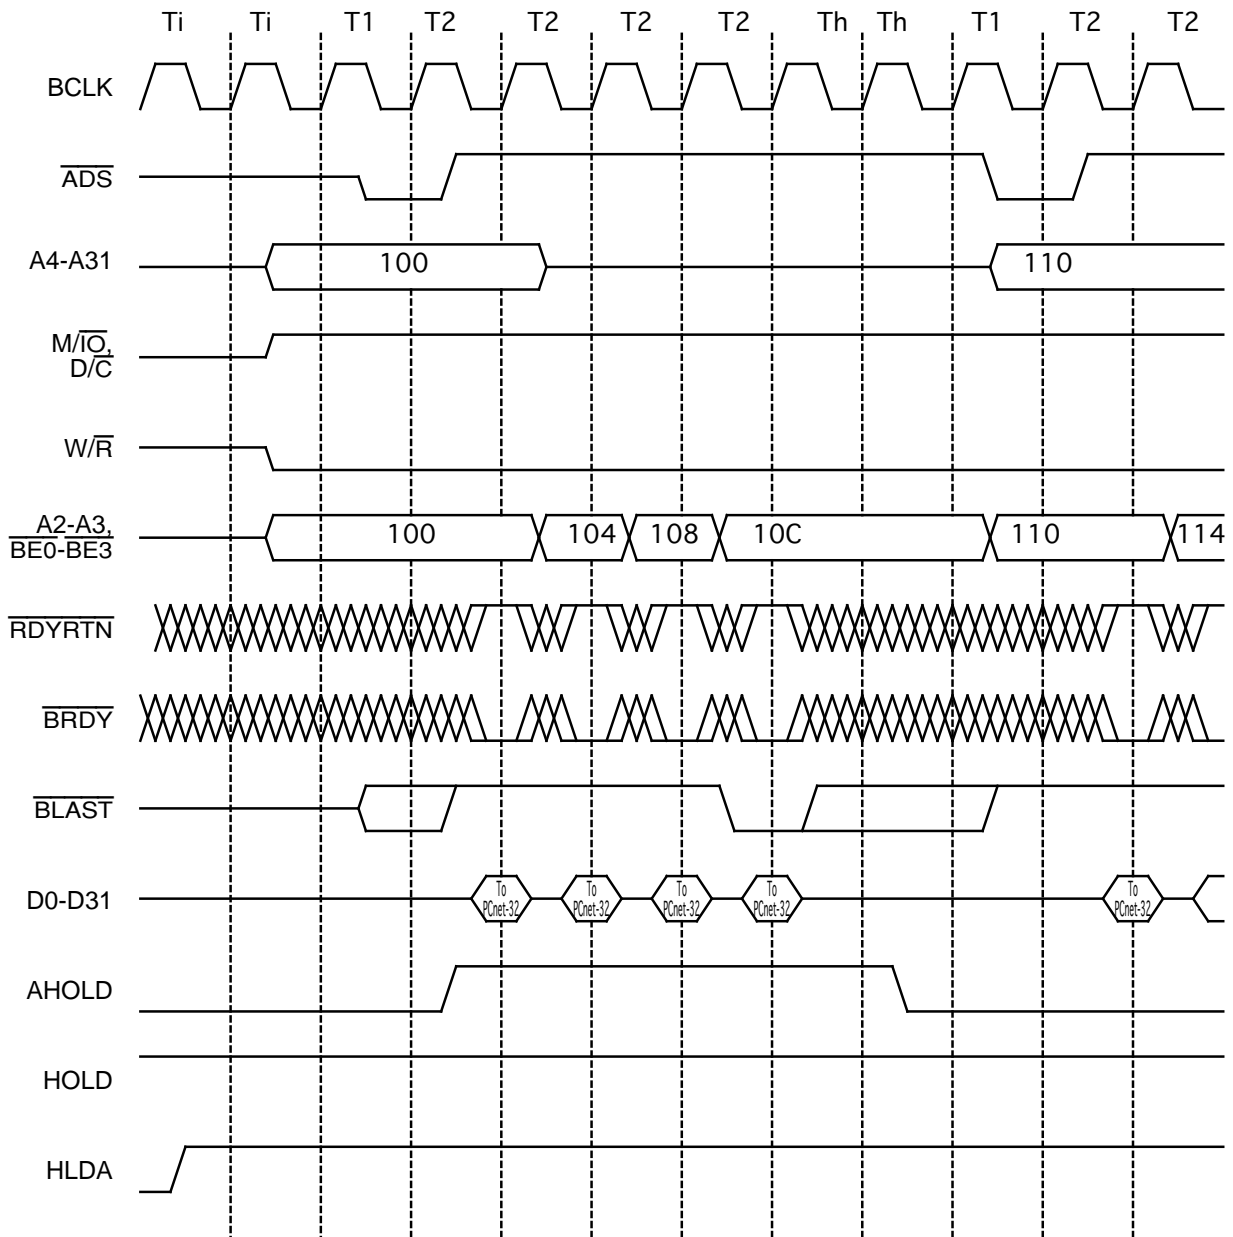 Ti Ti T1 T2 T2 T2 T2 Th Th T1 T2 T2
BCLK
ADS
A4-A31 100 110
M/IO,
D/C
W/R
A2-A3,
BE0-BE3 100 104 108 10C 110 114
RDYRTN
BRDY
BLAST
D0-D31
To
PCnet-32
To
PCnet-32
To
PCnet-32
To
PCnet-32
To
PCnet-32
AHOLD
HOLD
HLDA